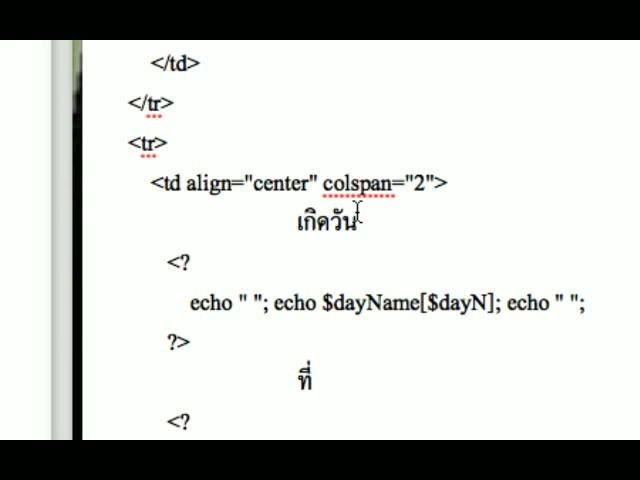 </td>
</tr>
<tr>
<td align="center" colspan="2">
เกิดวัน
<?
echo " "; echo $dayName[$dayN]; echo " ";
?>
ที่
<?